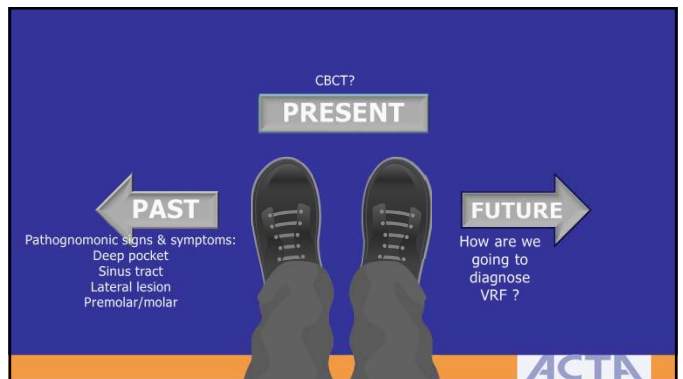 CBCT?
PRESENT
PAST
Pathognomonic signs & symptoms:
Deep pocket
Sinus tract
Lateral lesion
Premolar/molar
FUTURE
How are we
going to
diagnose
VRF ?
ACTA